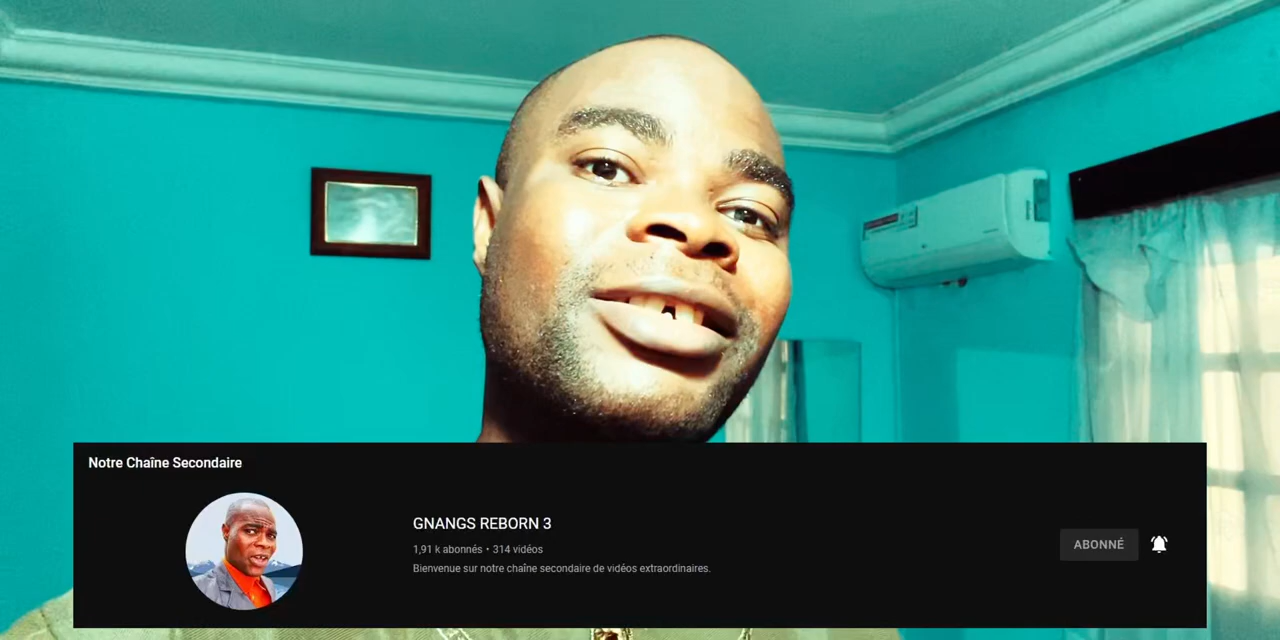 Notre Chaîne Secondaire
GNANGS REBORN 3
1,91 k abonnés • 314 vidéos
Bienvenue sur notre chaîne secondaire de vidéos extraordinaires.
ABONNÉ